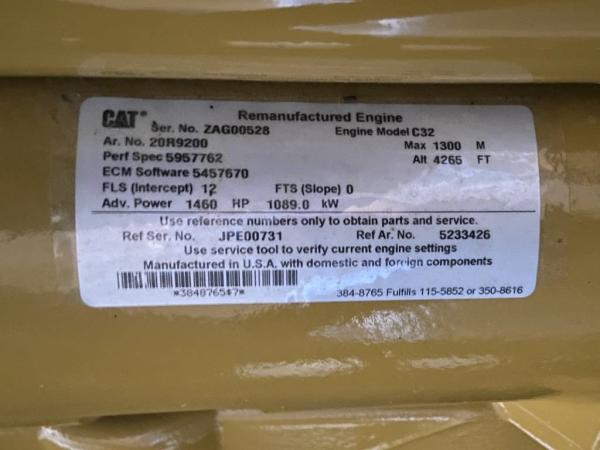 CAT® Remanufactured Engine
Ser. No. ZAG00528 Engine Model C32
Ar. No. 20R9200 Max 1300 M
Perf Spec 5957762 Alt 4265 FT
ECM Software 5457670
FLS (Intercept) 12 FTS (Slope) 0
Adv. Power 1460 HP 1089.0 kW
Use reference numbers only to obtain parts and service.
Ref Ser. No. JPE00731 Ref Ar. No. 5233426
Use service tool to verify current engine settings
Manufactured in U.S.A. with domestic and foreign components
*3848765$7* 384-8765 Fulfills 115-5852 or 350-8616